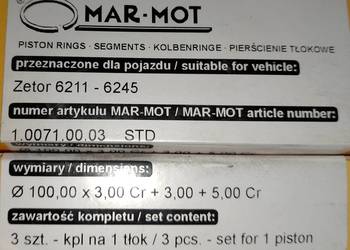 MAR-MOT
PISTON RINGS - SEGMENTS - KOLBENRINGE - PIERŚCIENIE TŁOKOWE
przeznaczone dla pojazdu / suitable for vehicle:
Zetor 6211 - 6245
numer artykułu MAR-MOT / MAR-MOT article number:
1.0071.00.03 STD
wymiary / dimensions:
wymiary / dimensions:
Ø 100,00 x 3,00 Cr + 3,00 + 5,00 Cr
zawartość kompletu / set content:
3 szt. - kpl na 1 tłok / 3 pcs. - set for 1 piston